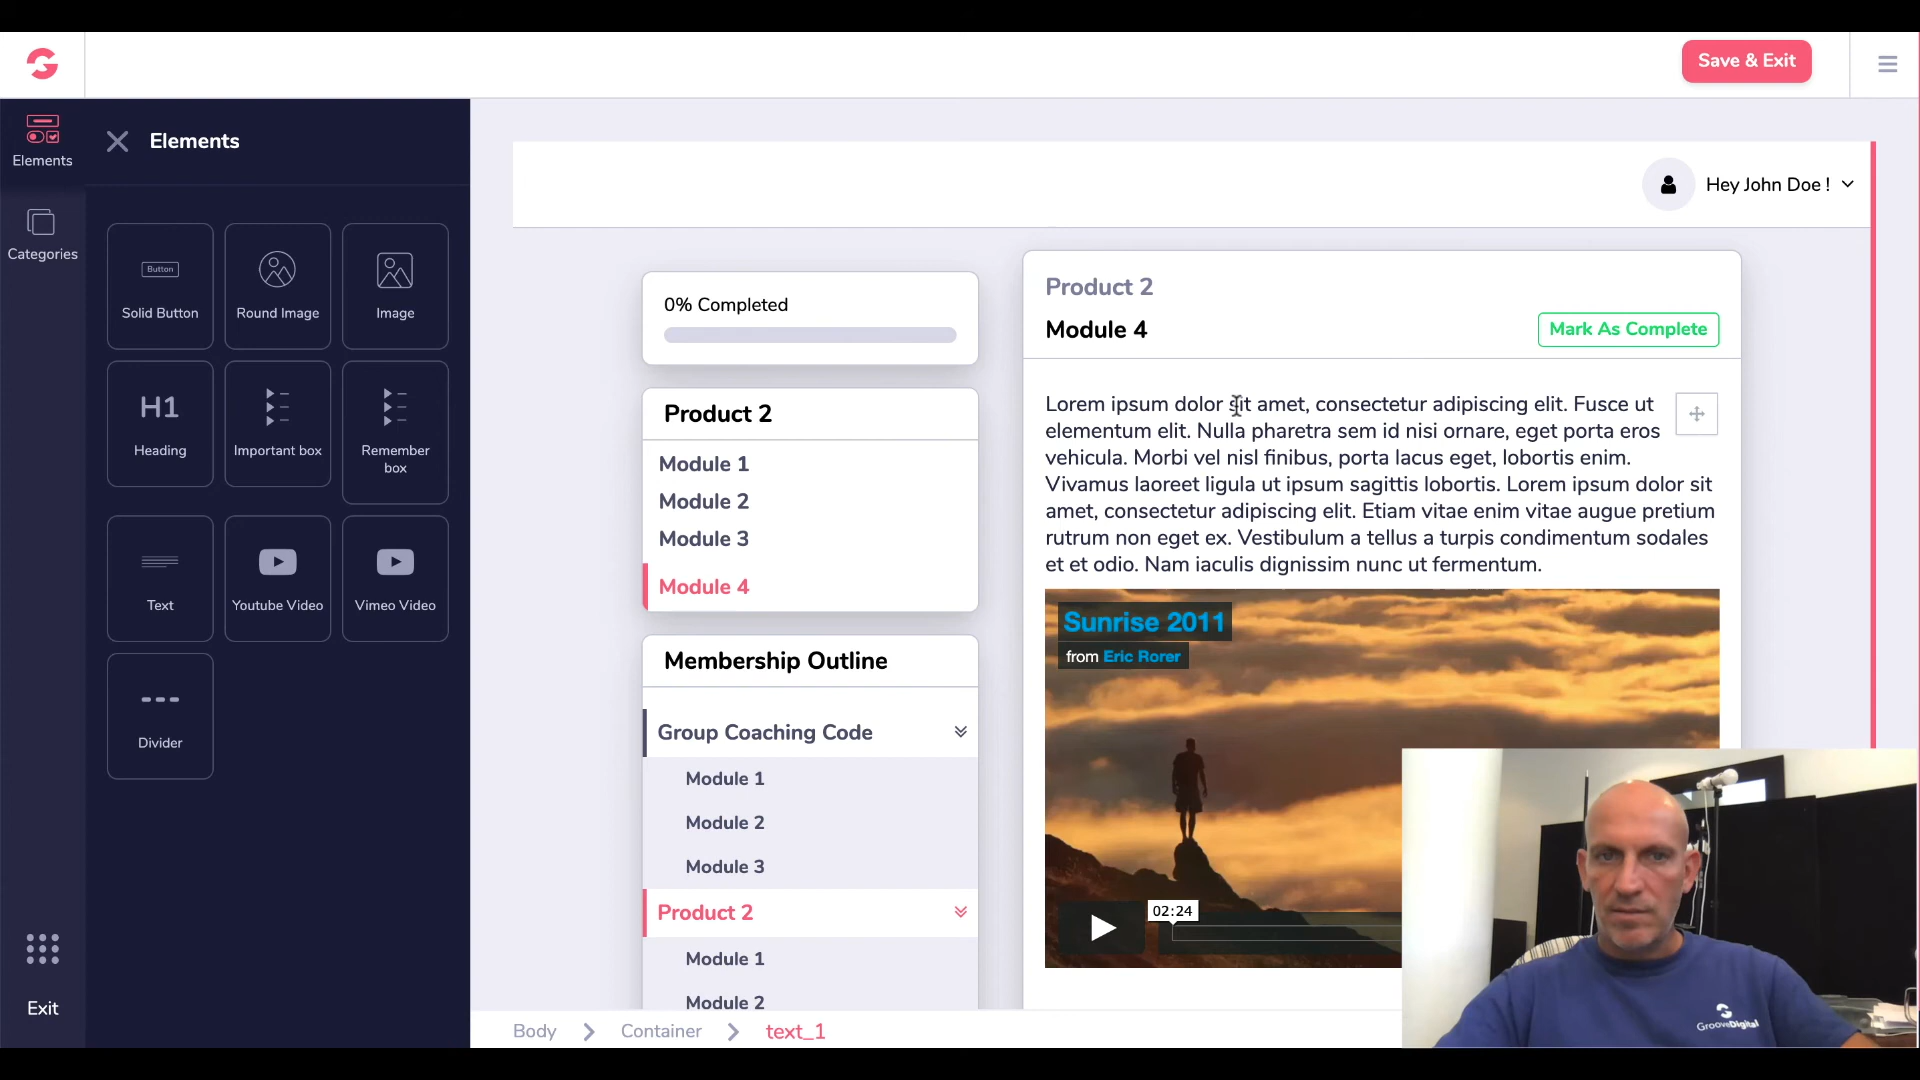 Save & Exit
Elements
Categories
Exit
Elements
Button
Solid Button
Round Image
Image
H1
Heading
Important box
Remember
box
Text
Youtube Video
Vimeo Video
Divider
Hey John Doe !
0% Completed
Product 2
Module 1
Module 2
Module 3
Module 4
Membership Outline
Group Coaching Code
Module 1
Module 2
Module 3
Product 2
Module 1
Module 2
Product 2
Module 4
Mark As Complete
Lorem ipsum dolor sit amet, consectetur adipiscing elit. Fusce ut
elementum elit. Nulla pharetra sem id nisi ornare, eget porta eros
vehicula. Morbi vel nisl finibus, porta lacus eget, lobortis enim.
Vivamus laoreet ligula ut ipsum sagittis lobortis. Lorem ipsum dolor sit
amet, consectetur adipiscing elit. Etiam vitae enim vitae augue pretium
rutrum non eget ex. Vestibulum a tellus a turpis condimentum sodales
et et odio. Nam iaculis dignissim nunc ut fermentum.
Sunrise 2011
from Eric Rorer
02:24
Body
Container
text_1
GrooveDigital